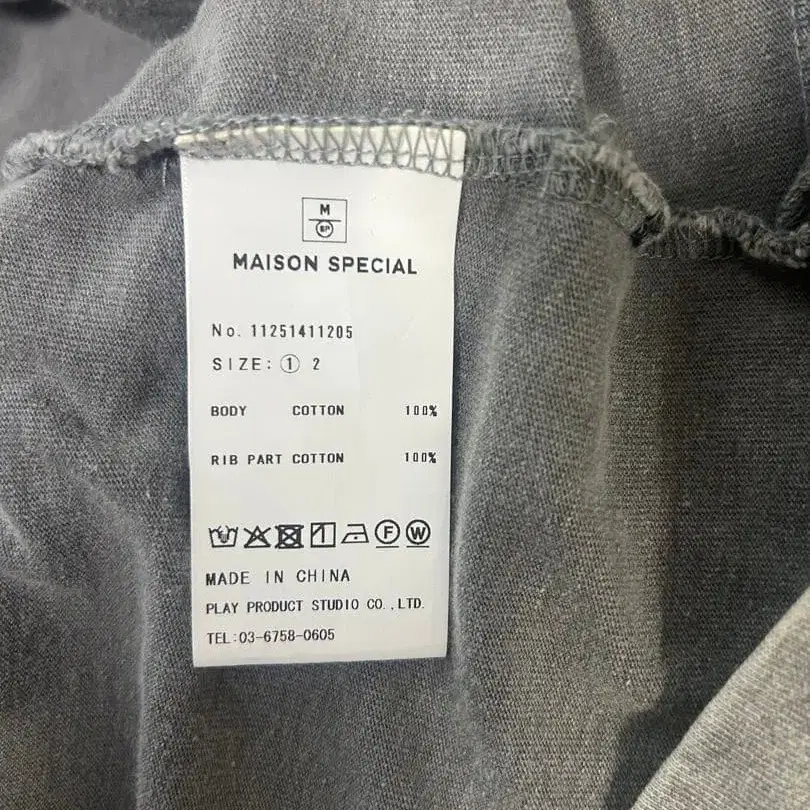 M
SP
MAISON SPECIAL
No. 11251411205
SIZE: ① 2
BODY COTTON 100%
RIB PART COTTON 100%
F W
MADE IN CHINA
PLAY PRODUCT STUDIO CO.,LTD.
TEL:03-6758-0605